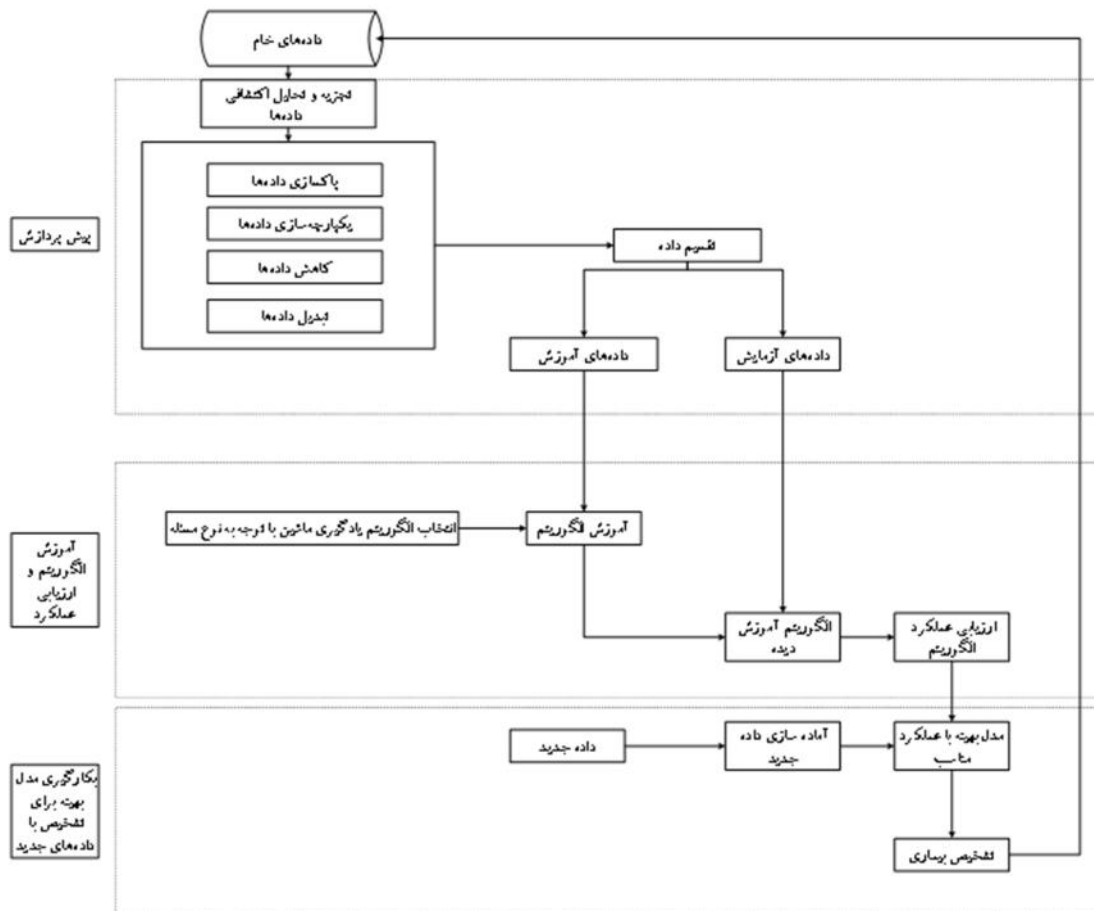 داده‌های خام
تجزیه و تحلیل اکتشافی
داده‌ها
پاکسازی داده‌ها
یکپارچه‌سازی داده‌ها
کاهش داده‌ها
تبدیل داده‌ها
پیش پردازش
تقسیم داده
داده‌های آموزش
داده‌های آزمایش
انتخاب الگوریتم یادگیری ماشین با توجه به نوع مسئله
آموزش الگوریتم
آموزش
الگوریتم و
ارزیابی
عملکرد
الگوریتم آموزش
دیده
ارزیابی عملکرد
الگوریتم
داده جدید
آماده سازی داده
جدید
مدل بهینه با عملکرد
مناسب
بکارگیری مدل
بهینه برای
تشخیص با
داده‌های جدید
تشخیص بیماری